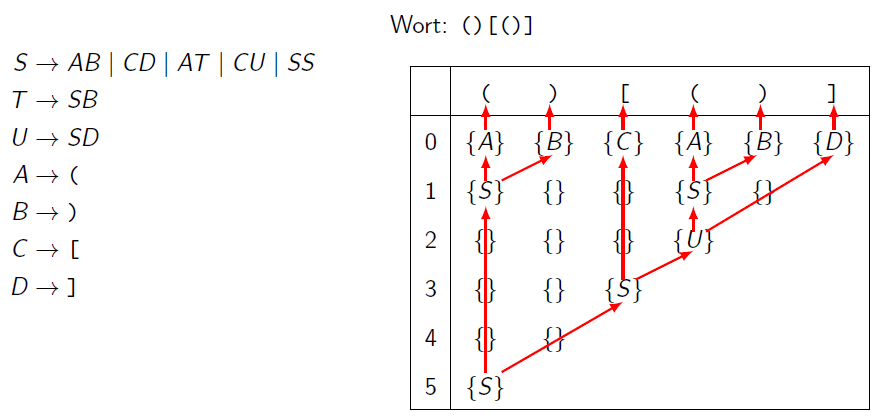 Wort: ()[()]
S → AB | CD | AT | CU | SS
T → SB
U → SD
A → (
B → )
C → [
D → ]
( ) [ ( ) ]
0 {A} {B} {C} {A} {B} {D}
1 {S} {} {} {S} {}
2 {} {} {} {U}
3 {} {} {S}
4 {} {}
5 {S}